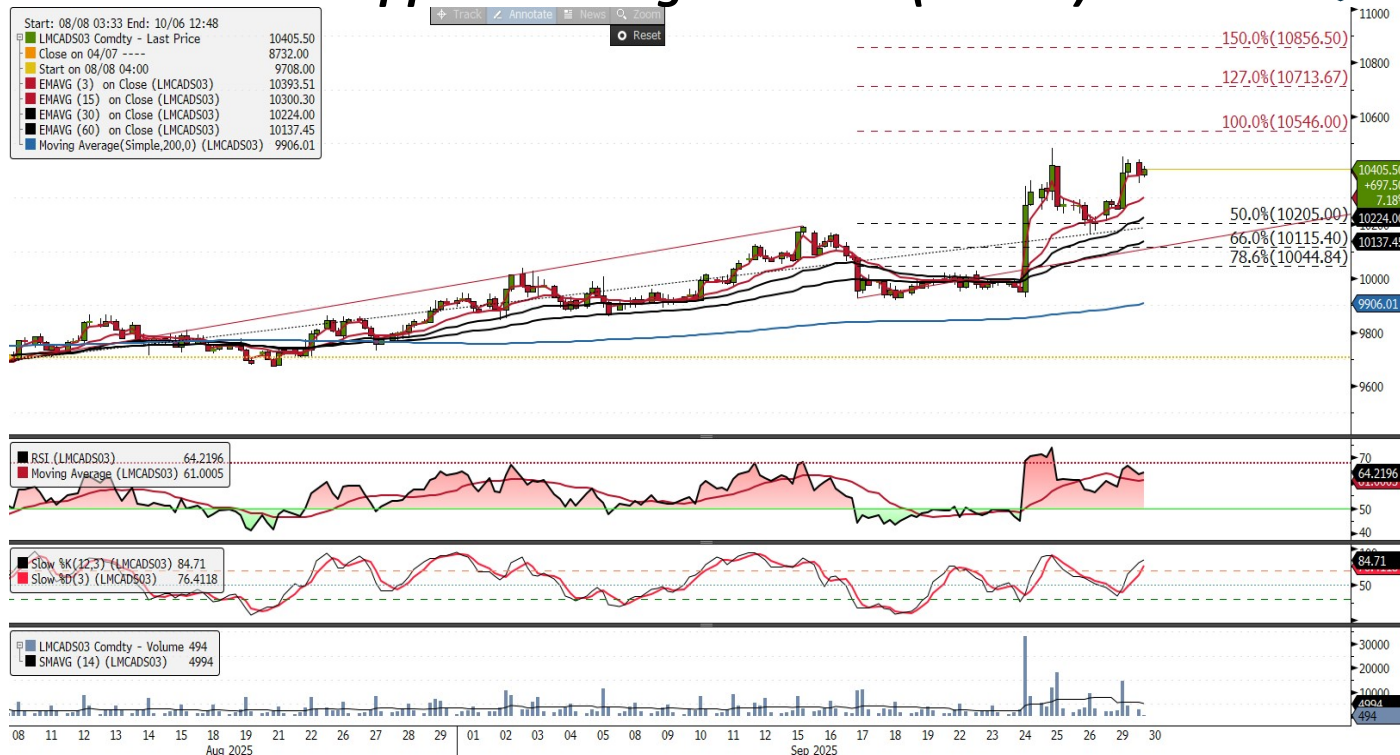 Track Annotate News Zoom
Reset
Start: 08/08 03:33 End: 10/06 12:48
LMCADS03 Comdty - Last Price 10405.50
Close on 04/07 ---- 8732.00
Start on 08/08 04:00 9708.00
EMAVG (3) on Close (LMCADS03) 10393.51
EMAVG (15) on Close (LMCADS03) 10300.30
EMAVG (30) on Close (LMCADS03) 10224.00
EMAVG (60) on Close (LMCADS03) 10137.45
Moving Average(Simple,200,0) (LMCADS03) 9906.01
11000
150.0%(10856.50)
10800
127.0%(10713.67)
10600
100.0%(10546.00)
10405.50
+697.50
7.18%
50.0%(10205.00)
10224.00
66.0%(10115.40)
10137.45
78.6%(10044.84)
10000
9906.01
9800
9600
RSI (LMCADS03) 64.2196
Moving Average (LMCADS03) 61.0005
70
64.2196
50
40
Slow %K(12,3) (LMCADS03) 84.71
Slow %D(3) (LMCADS03) 76.4118
84.71
50
0
LMCADS03 Comdty - Volume 494
SMAVG (14) (LMCADS03) 4994
30000
20000
10000
4994
494
08 11 12 13 14 15 18 19 20 21 22 26 27 28 29 01 02 03 04 05 08 09 10 11 12 15 16 17 18 19 22 23 24 25 26 29 30
Aug 2025 Sep 2025